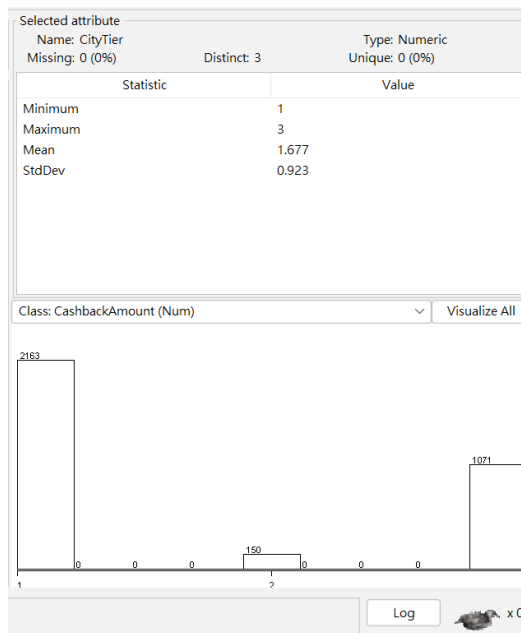 Selected attribute
Name: CityTier Type: Numeric
Missing: 0 (0%) Distinct: 3 Unique: 0 (0%)
Statistic Value
Minimum 1
Maximum 3
Mean 1.677
StdDev 0.923
Class: CashbackAmount (Num) Visualize All
2163
1071
150
0 0 0 0 0 0
1 2
Log x 0